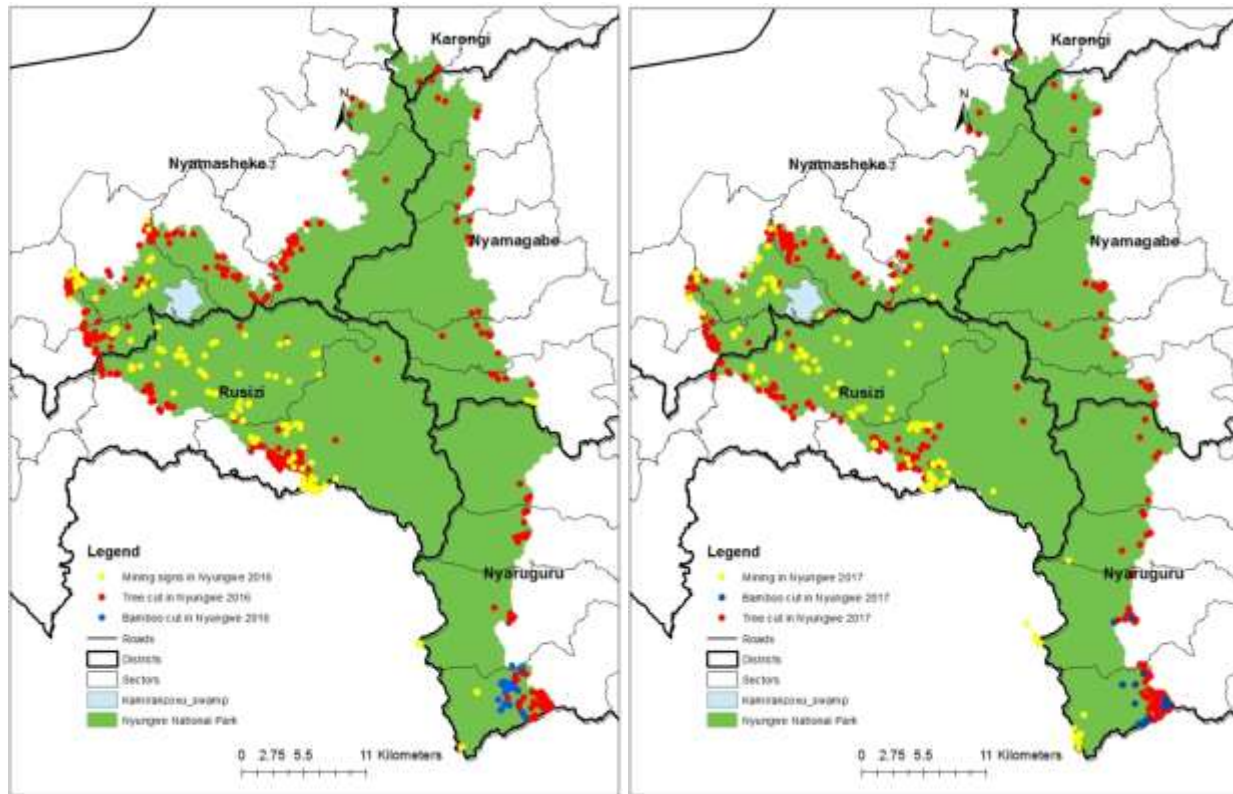 Karongi
N
Nyamasheke
Nyamagabe
Rusizi
Legend
Mining signs in Nyungwe 2016
Tree cut in Nyungwe 2016
Bamboo cut in Nyungwe 2016
Roads
Districts
Sectors
Kamiranzovu_swamp
Nyungwe National Park
Nyaruguru
0 2.75 5.5 11 Kilometers
Karongi
N
Nyamasheke
Nyamagabe
Rusizi
Legend
Mining in Nyungwe 2017
Bamboo cut in Nyungwe 2017
Tree cut in Nyungwe 2017
Roads
Districts
Sectors
Kamiranzovu_swamp
Nyungwe National Park
Nyaruguru
0 2.75 5.5 11 Kilometers